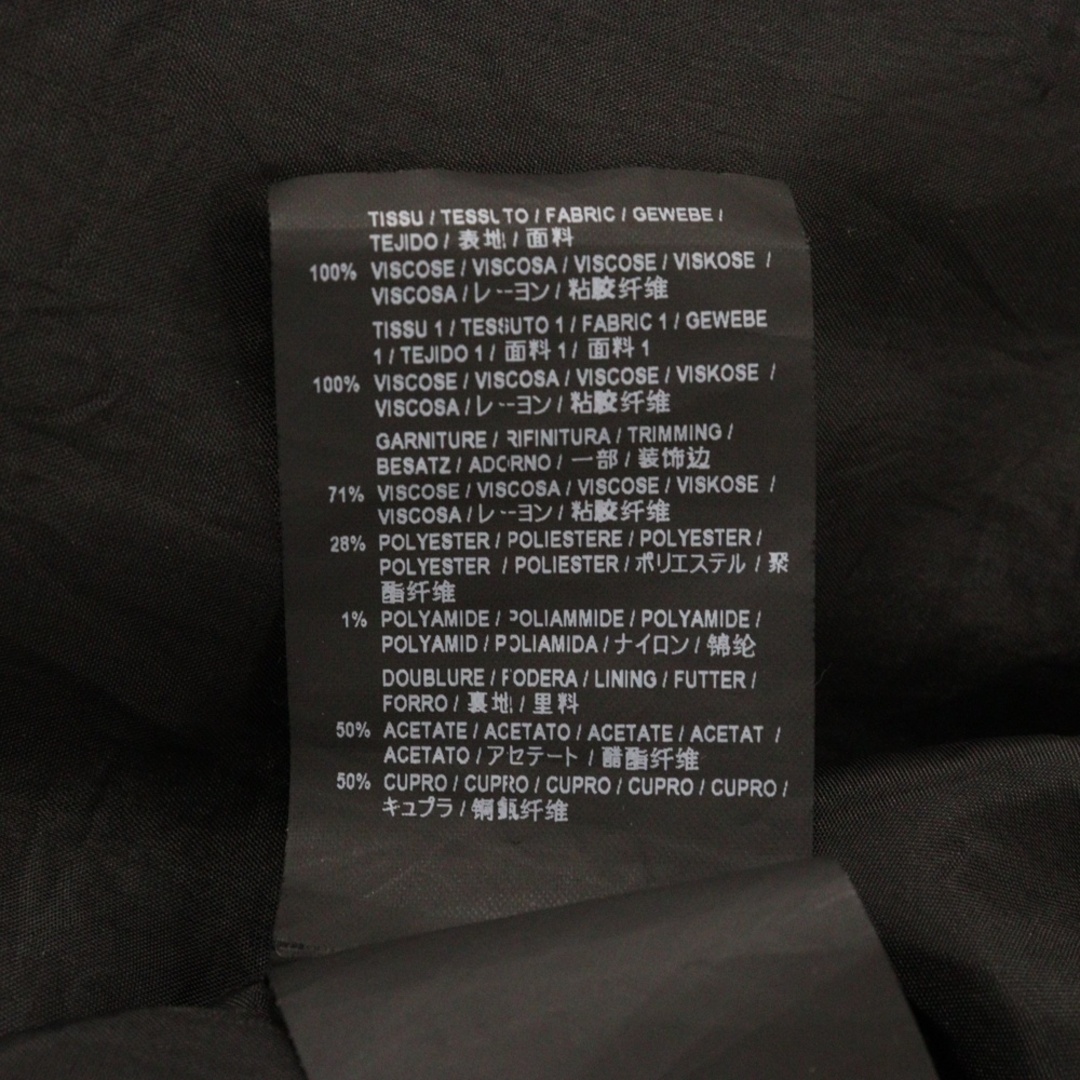 TISSU / TESSUTO / FABRIC / GEWEBE /
TEJIDO / 表地 / 面料
100% VISCOSE / VISCOSA / VISCOSE / VISKOSE /
VISCOSA / レーヨン / 粘胶纤维
TISSU 1 / TESSUTO 1 / FABRIC 1 / GEWEBE
1 / TEJIDO 1 / 面料 1 / 面料 1
100% VISCOSE / VISCOSA / VISCOSE / VISKOSE /
VISCOSA / レーヨン / 粘胶纤维
GARNITURE / RIFINITURA / TRIMMING /
BESATZ / ADORNO / 一部 / 装饰边
71% VISCOSE / VISCOSA / VISCOSE / VISKOSE /
VISCOSA / レーヨン / 粘胶纤维
28% POLYESTER / POLIESTERE / POLYESTER /
POLYESTER / POLIESTER / ポリエステル / 聚
酯纤维
1% POLYAMIDE / POLIAMMIDE / POLYAMIDE /
POLYAMID / POLIAMIDA / ナイロン / 锦纶
DOUBLURE / FODERA / LINING / FUTTER /
FORRO / 裏地 / 里料
50% ACETATE / ACETATO / ACETATE / ACETAT /
ACETATO / アセテート / 醋酯纤维
50% CUPRO / CUPRO / CUPRO / CUPRO / CUPRO /
キュプラ / 铜氨纤维